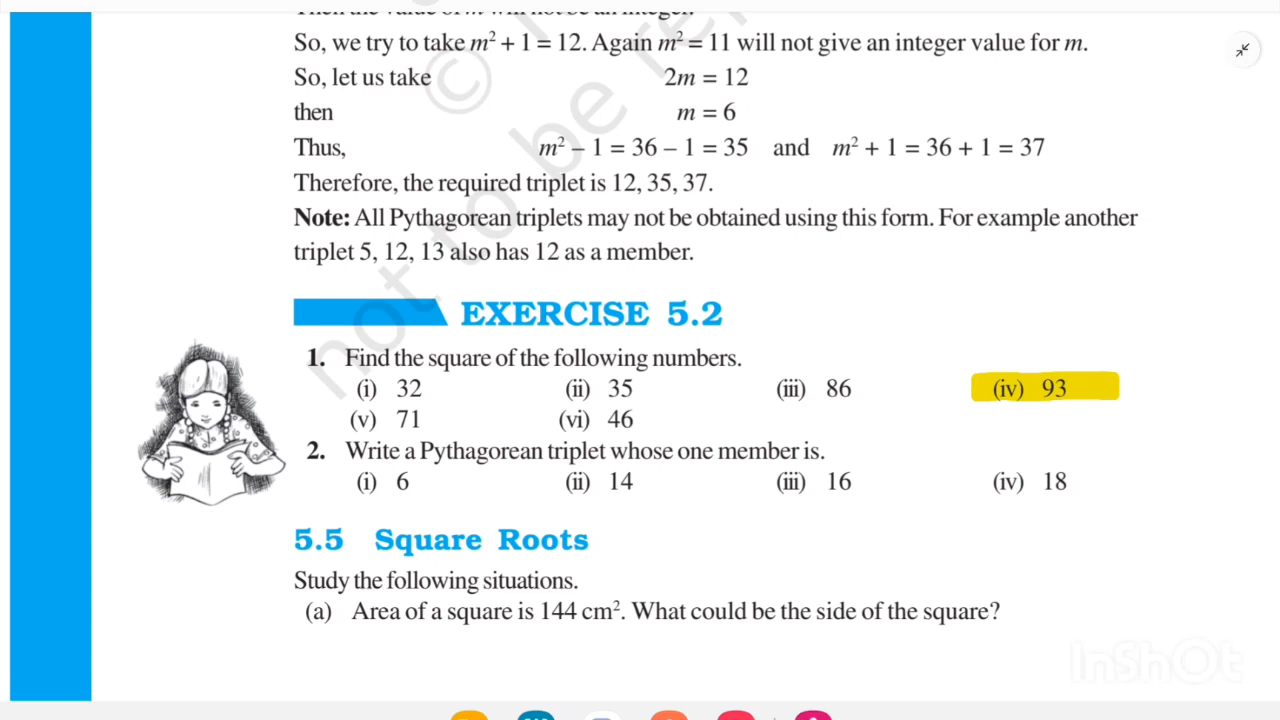 So, we try to take m² + 1 = 12. Again m² = 11 will not give an integer value for m.
So, let us take 2m = 12
then m = 6
Thus, m² – 1 = 36 – 1 = 35 and m² + 1 = 36 + 1 = 37
Therefore, the required triplet is 12, 35, 37.
Note: All Pythagorean triplets may not be obtained using this form. For example another
triplet 5, 12, 13 also has 12 as a member.
EXERCISE 5.2
1. Find the square of the following numbers.
(i) 32 (ii) 35 (iii) 86 (iv) 93
(v) 71 (vi) 46
2. Write a Pythagorean triplet whose one member is.
(i) 6 (ii) 14 (iii) 16 (iv) 18
5.5 Square Roots
Study the following situations.
(a) Area of a square is 144 cm². What could be the side of the square?
InShOt
© not to be re